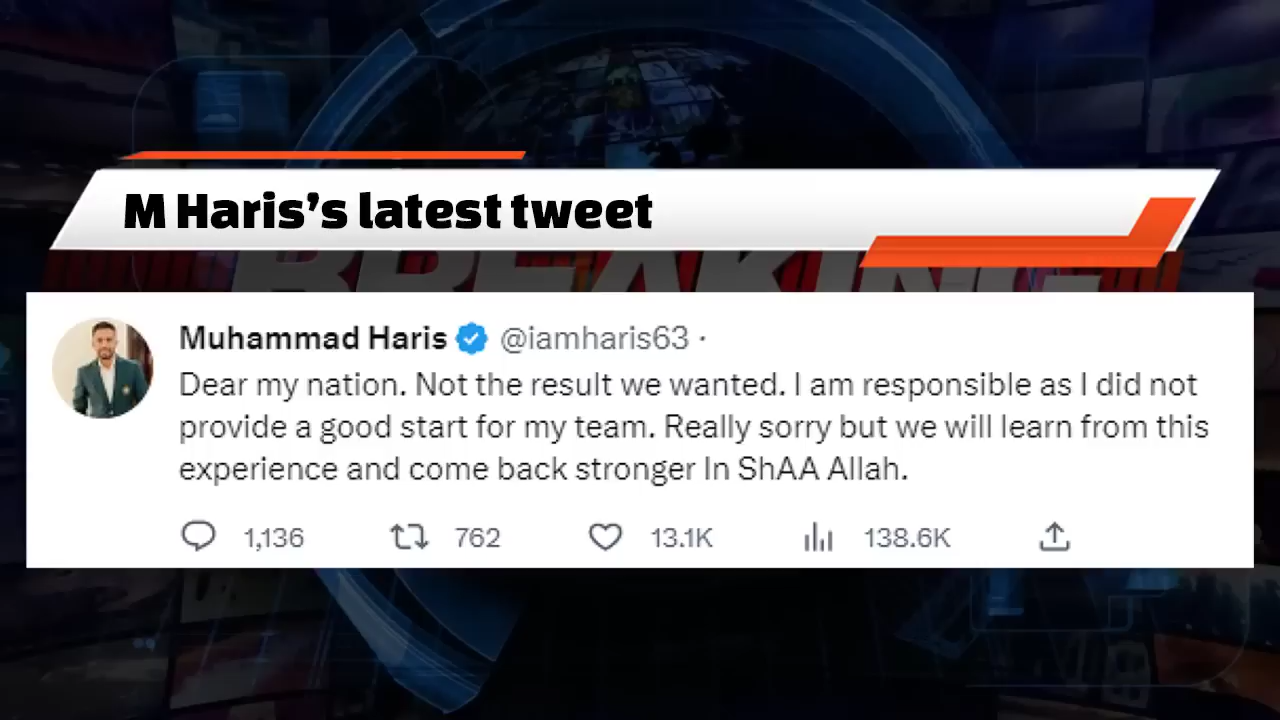 M Haris’s latest tweet
BREAKING
Muhammad Haris @iamharis63 ·
Dear my nation. Not the result we wanted. I am responsible as I did not
provide a good start for my team. Really sorry but we will learn from this
experience and come back stronger In ShAA Allah.
1,136 762 13.1K 138.6K